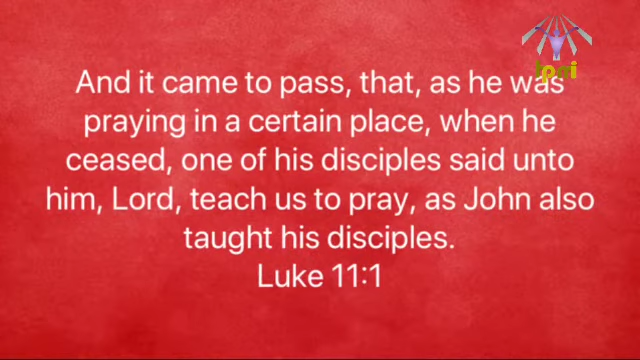 tpmi
And it came to pass, that, as he was
praying in a certain place, when he
ceased, one of his disciples said unto
him, Lord, teach us to pray, as John also
taught his disciples.
Luke 11:1